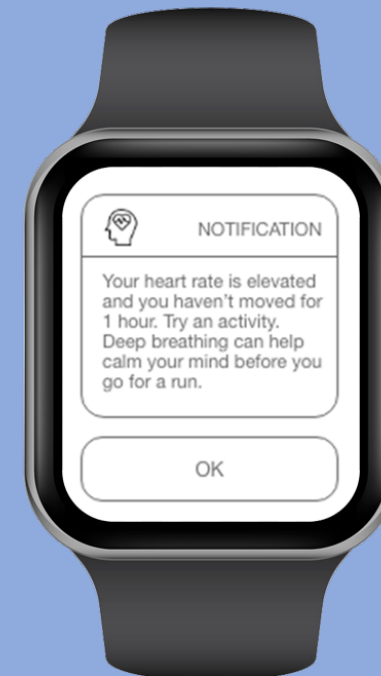 NOTIFICATION
Your heart rate is elevated
and you haven't moved for
1 hour. Try an activity.
Deep breathing can help
calm your mind before you
go for a run.
OK